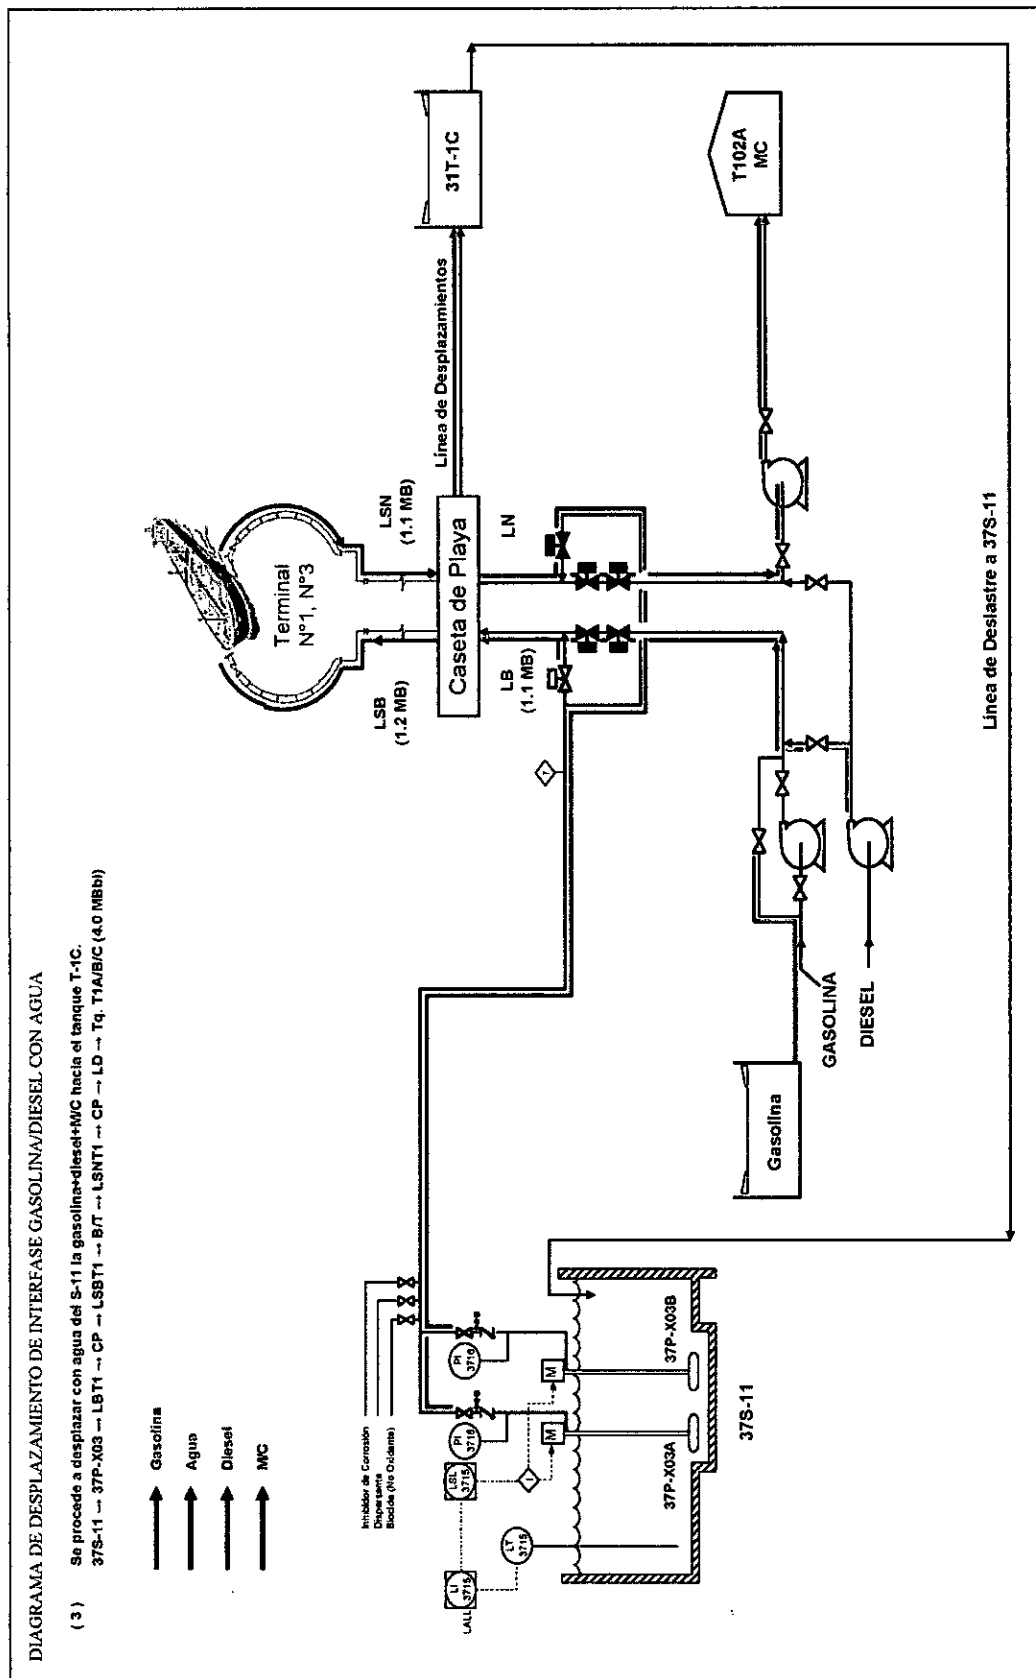 DIAGRAMA DE DESPLAZAMIENTO DE INTERFASE GASOLINA/DIESEL CON AGUA
( 3 ) Se procede a desplazar con agua del S-11 la gasolina+diesel+M/C hacia el tanque T-1C.
37S-11 → 37P-X03 → LBT1 → CP → LSBT1 → B/T → LSNT1 → CP → LD → Tq. T1A/B/C (4.0 MBbl)
Gasolina
Agua
Diesel
M/C
Inhibidor de Corrosión
Dispersante
Biocida (No Oxidante)
LI
3715
LALL
LSL
3715
LT
3715
I
PI
3716
PI
3716
M
M
37P-X03A
37P-X03B
37S-11
Gasolina
GASOLINA
DIESEL
T
Terminal
N°1, N°3
LSB
(1.2 MB)
LSN
(1.1 MB)
Caseta de Playa
LB
(1.1 MB)
LN
Línea de Desplazamientos
31T-1C
T102A
MC
Línea de Deslastre a 37S-11